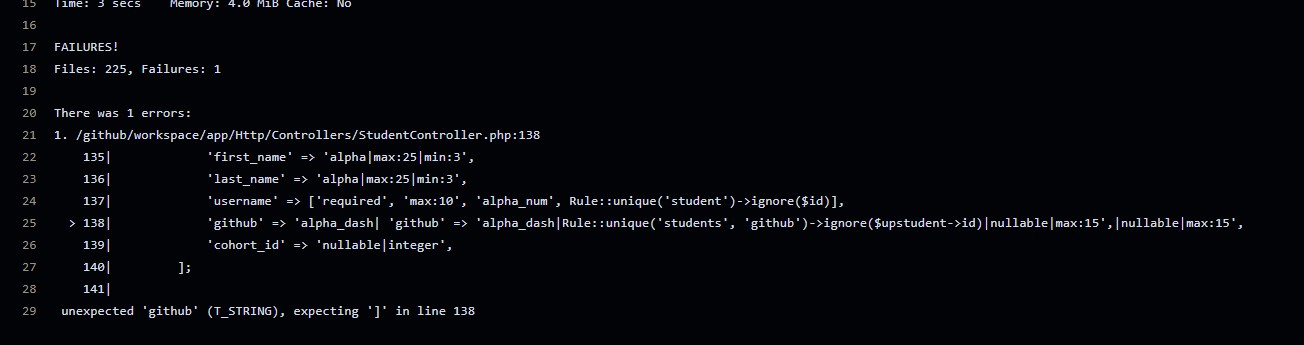 15 Time: 3 secs    Memory: 4.0 MiB Cache: No
16
17 FAILURES!
18 Files: 225, Failures: 1
19
20 There was 1 errors:
21 1. /github/workspace/app/Http/Controllers/StudentController.php:138
22     135|             'first_name' => 'alpha|max:25|min:3',
23     136|             'last_name' => 'alpha|max:25|min:3',
24     137|             'username' => ['required', 'max:10', 'alpha_num', Rule::unique('student')->ignore($id)],
25   > 138|             'github' => 'alpha_dash| 'github' => 'alpha_dash|Rule::unique('students', 'github')->ignore($upstudent->id)|nullable|max:15',|nullable|max:15',
26     139|             'cohort_id' => 'nullable|integer',
27     140|         ];
28     141|
29  unexpected 'github' (T_STRING), expecting ']' in line 138